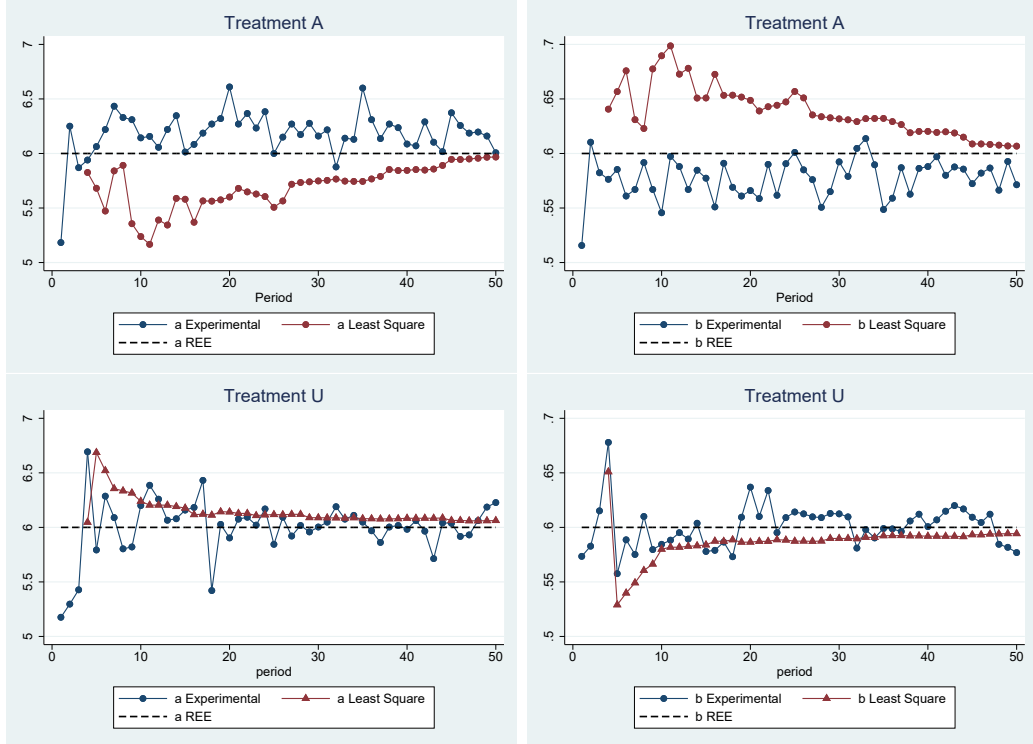 Treatment A
7
6.5
6
5.5
5
0 10 20 30 40 50
Period
a Experimental a Least Square
a REE
Treatment A
.7
.65
.6
.55
.5
0 10 20 30 40 50
Period
b Experimental b Least Square
b REE
Treatment U
7
6.5
6
5.5
5
0 10 20 30 40 50
period
a Experimental a Least Square
a REE
Treatment U
.7
.65
.6
.55
.5
0 10 20 30 40 50
period
b Experimental b Least Square
b REE